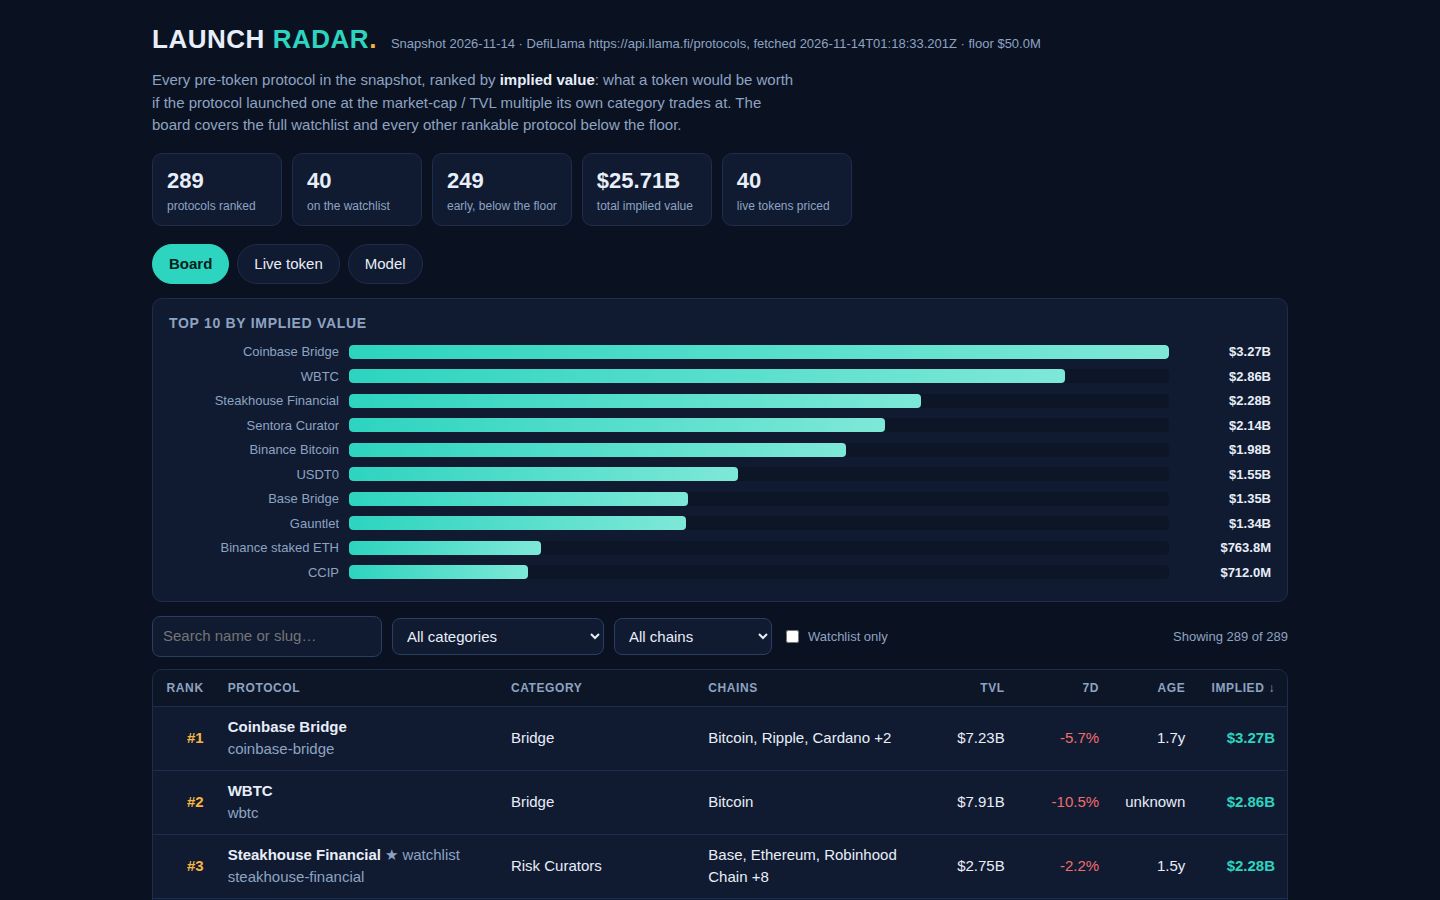 LAUNCH RADAR. Snapshot 2026-11-14 · DefiLlama https://api.llama.fi/protocols, fetched 2026-11-14T01:18:33.201Z · floor $50.0M
Every pre-token protocol in the snapshot, ranked by implied value: what a token would be worth
if the protocol launched one at the market-cap / TVL multiple its own category trades at. The
board covers the full watchlist and every other rankable protocol below the floor.
289 40 249 $25.71B 40
protocols ranked on the watchlist early, below the floor total implied value live tokens priced
Board Live token Model
TOP 10 BY IMPLIED VALUE
Coinbase Bridge $3.27B
WBTC $2.86B
Steakhouse Financial $2.28B
Sentora Curator $2.14B
Binance Bitcoin $1.98B
USDT0 $1.55B
Base Bridge $1.35B
Gauntlet $1.34B
Binance staked ETH $763.8M
CCIP $712.0M
Search name or slug… All categories All chains Watchlist only Showing 289 of 289
RANK PROTOCOL CATEGORY CHAINS TVL 7D AGE IMPLIED ↓
#1 Coinbase Bridge Bridge Bitcoin, Ripple, Cardano +2 $7.23B -5.7% 1.7y $3.27B
coinbase-bridge
#2 WBTC Bridge Bitcoin $7.91B -10.5% unknown $2.86B
wbtc
#3 Steakhouse Financial ★ watchlist Risk Curators Base, Ethereum, Robinhood $2.75B -2.2% 1.5y $2.28B
steakhouse-financial Chain +8